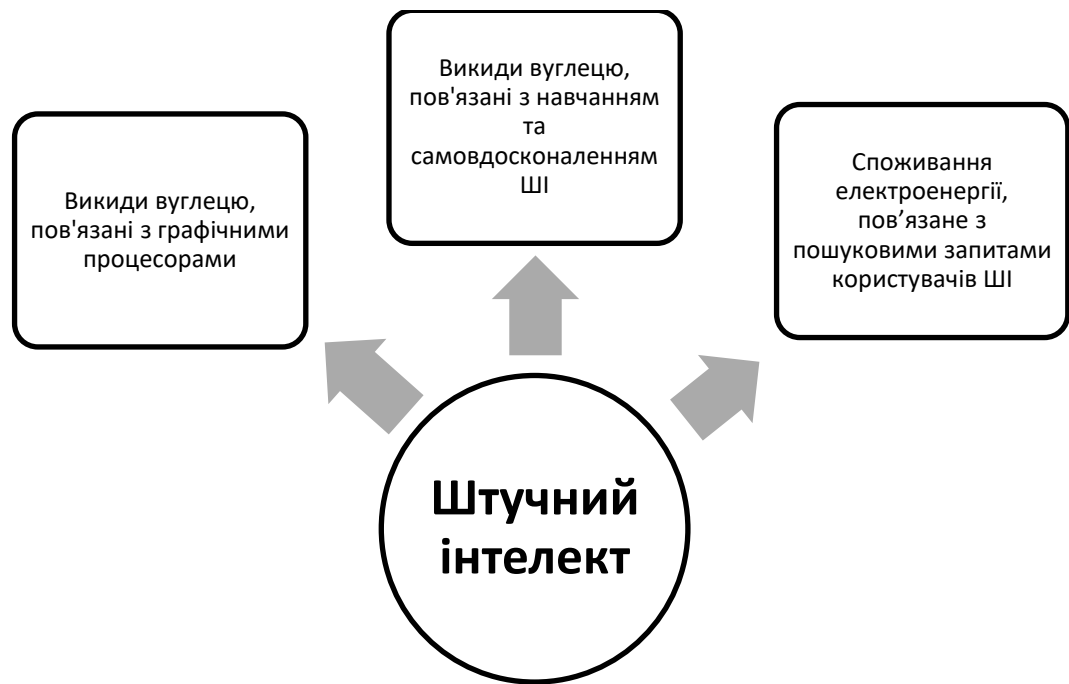 Викиди вуглецю,
пов'язані з графічними
процесорами
Викиди вуглецю,
пов'язані з навчанням
та
самовдосконаленням
ШІ
Споживання
електроенергії,
пов’язане з
пошуковими запитами
користувачів ШІ
Штучний
інтелект